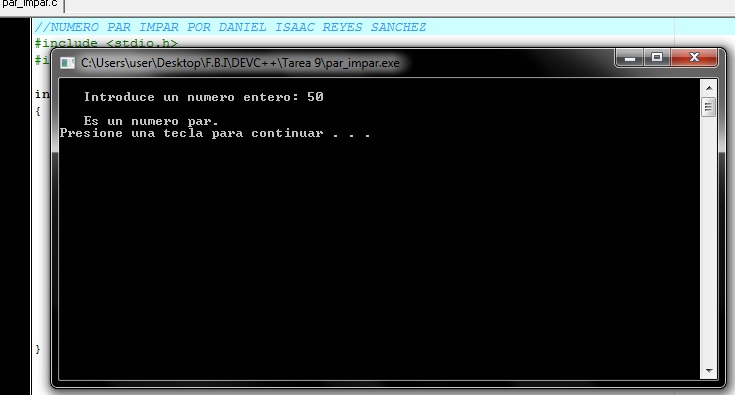 par_impar.c
//NUMERO PAR IMPAR POR DANIEL ISAAC REYES SANCHEZ
#include <stdio.h>
#i
C:\Users\user\Desktop\F.B.I\DEVC++\Tarea 9\par_impar.exe
in
{
Introduce un numero entero: 50
Es un numero par.
Presione una tecla para continuar . . .
}